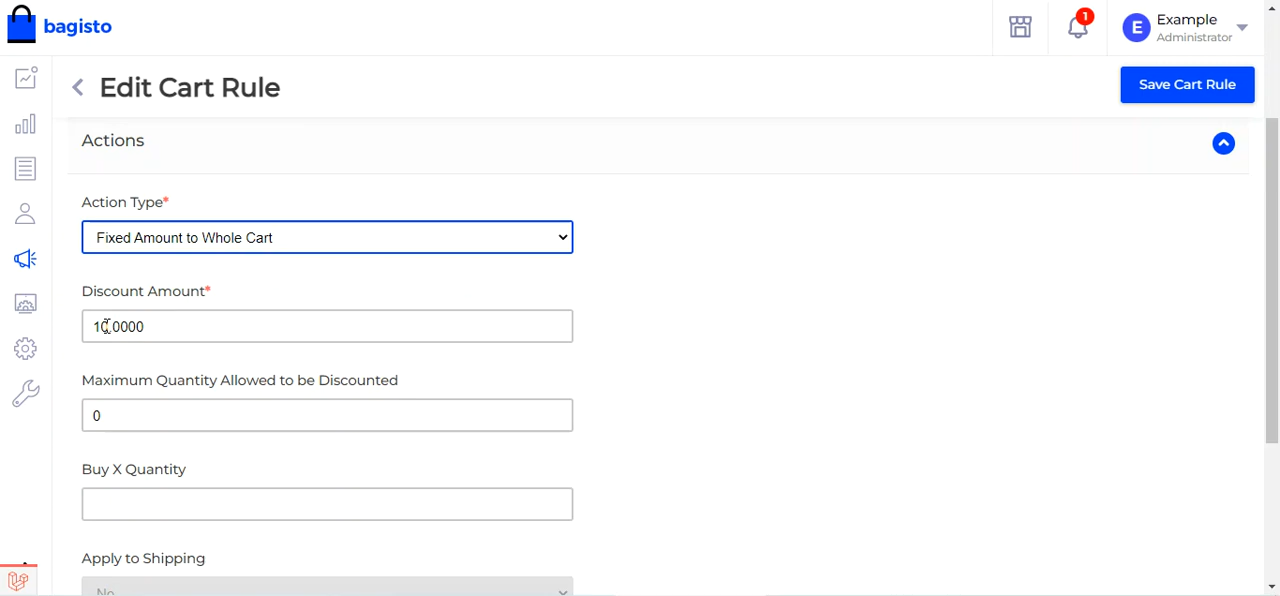 bagisto
1
E
Example
Administrator
Edit Cart Rule
Save Cart Rule
Actions
Action Type*
Fixed Amount to Whole Cart
Discount Amount*
10.0000
Maximum Quantity Allowed to be Discounted
0
Buy X Quantity
Apply to Shipping
No